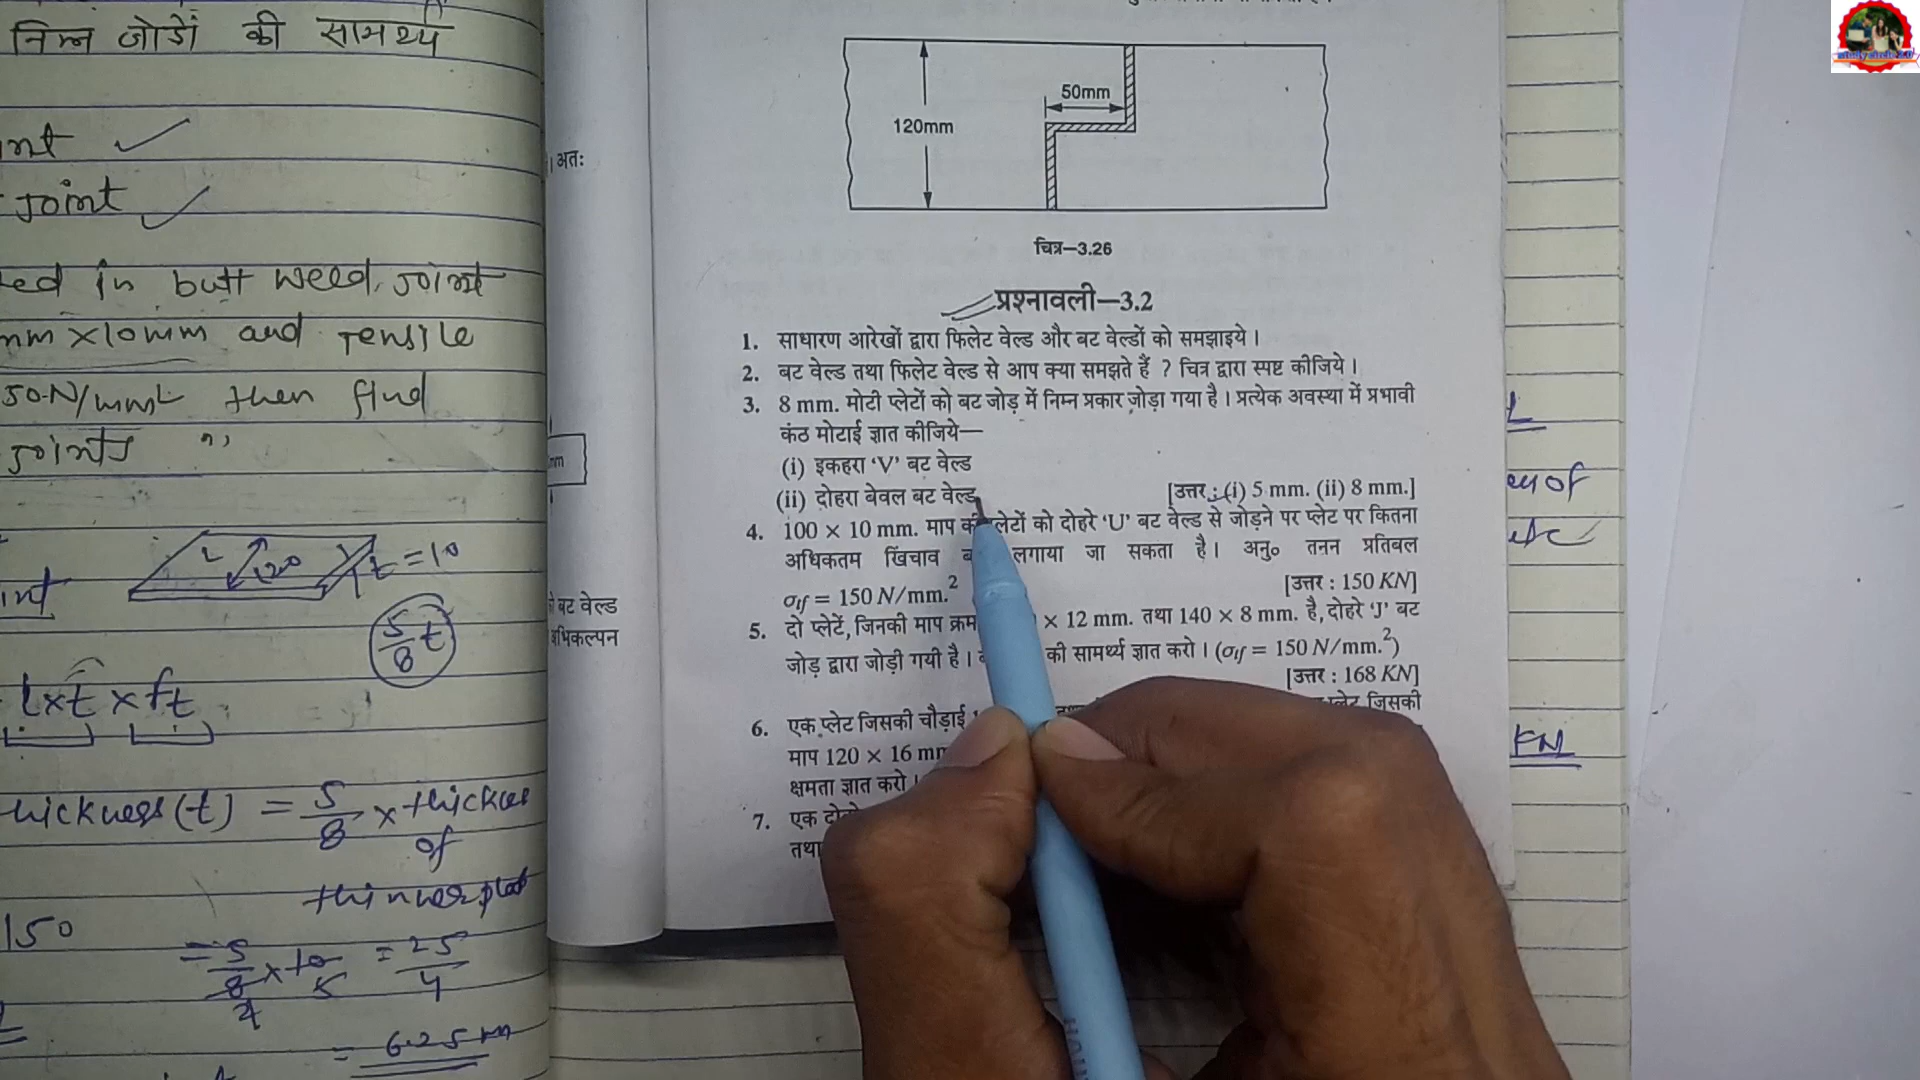 निम्न जोडों की सामर्थ्य
joint
ed in butt weld joint
mm x10mm and Tensile
50N/mm² then find
joints "
L
t = 10
5/8 t
L x t x ft
thickness (t) = 5/8 x thickness
of
thinner plate
150
= 5/8 x 10 = 25/4
= 6.25 m
अतः
mm
बट वेल्ड
120mm
50mm
चित्र–3.26
प्रश्नावली–3.2
1. साधारण आरेखों द्वारा फिलेट वेल्ड और बट वेल्डों को समझाइये।
2. बट वेल्ड तथा फिलेट वेल्ड से आप क्या समझते हैं ? चित्र द्वारा स्पष्ट कीजिये।
3. 8 mm. मोटी प्लेटों को बट जोड़ में निम्न प्रकार जोड़ा गया है। प्रत्येक अवस्था में प्रभावी
कंठ मोटाई ज्ञात कीजिये—
(i) इकहरा ‘V’ बट वेल्ड
(ii) दोहरा बेवल बट वेल्ड [उत्तर : (i) 5 mm. (ii) 8 mm.]
4. 100 × 10 mm. माप की प्लेटों को दोहरे ‘U’ बट वेल्ड से जोड़ने पर प्लेट पर कितना
अधिकतम खिंचाव लगाया जा सकता है। अनु० तनन प्रतिबल
σtf = 150 N/mm.² [उत्तर : 150 KN]
5. दो प्लेटें, जिनकी माप × 12 mm. तथा 140 × 8 mm. है, दोहरे ‘J’ बट
जोड़ द्वारा जोड़ी गयी है। की सामर्थ्य ज्ञात करो। (σtf = 150 N/mm.²)
[उत्तर : 168 KN]
6. एक प्लेट जिसकी चौड़ाई प्लेट जिसकी
माप 120 × 16 mm
क्षमता ज्ञात करो।
7. एक
तथा
of
KN